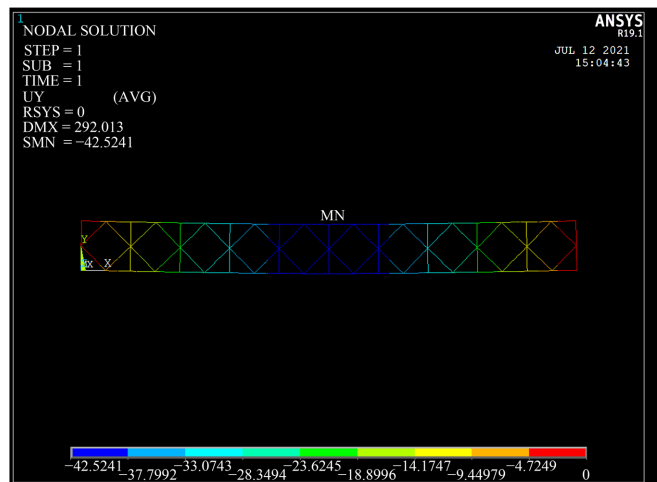 1
NODAL SOLUTION
STEP = 1
SUB = 1
TIME = 1
UY (AVG)
RSYS = 0
DMX = 292.013
SMN = −42.5241
ANSYS
R19.1
JUL 12 2021
15:04:43
MN
Y
MX X
−42.5241 −33.0743 −23.6245 −14.1747 −4.7249
−37.7992 −28.3494 −18.8996 −9.44979 0